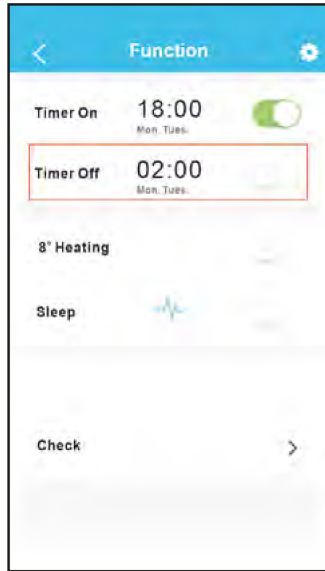 Function
Timer On 18:00
Mon. Tues.
Timer Off 02:00
Mon. Tues.
8° Heating
Sleep
Check